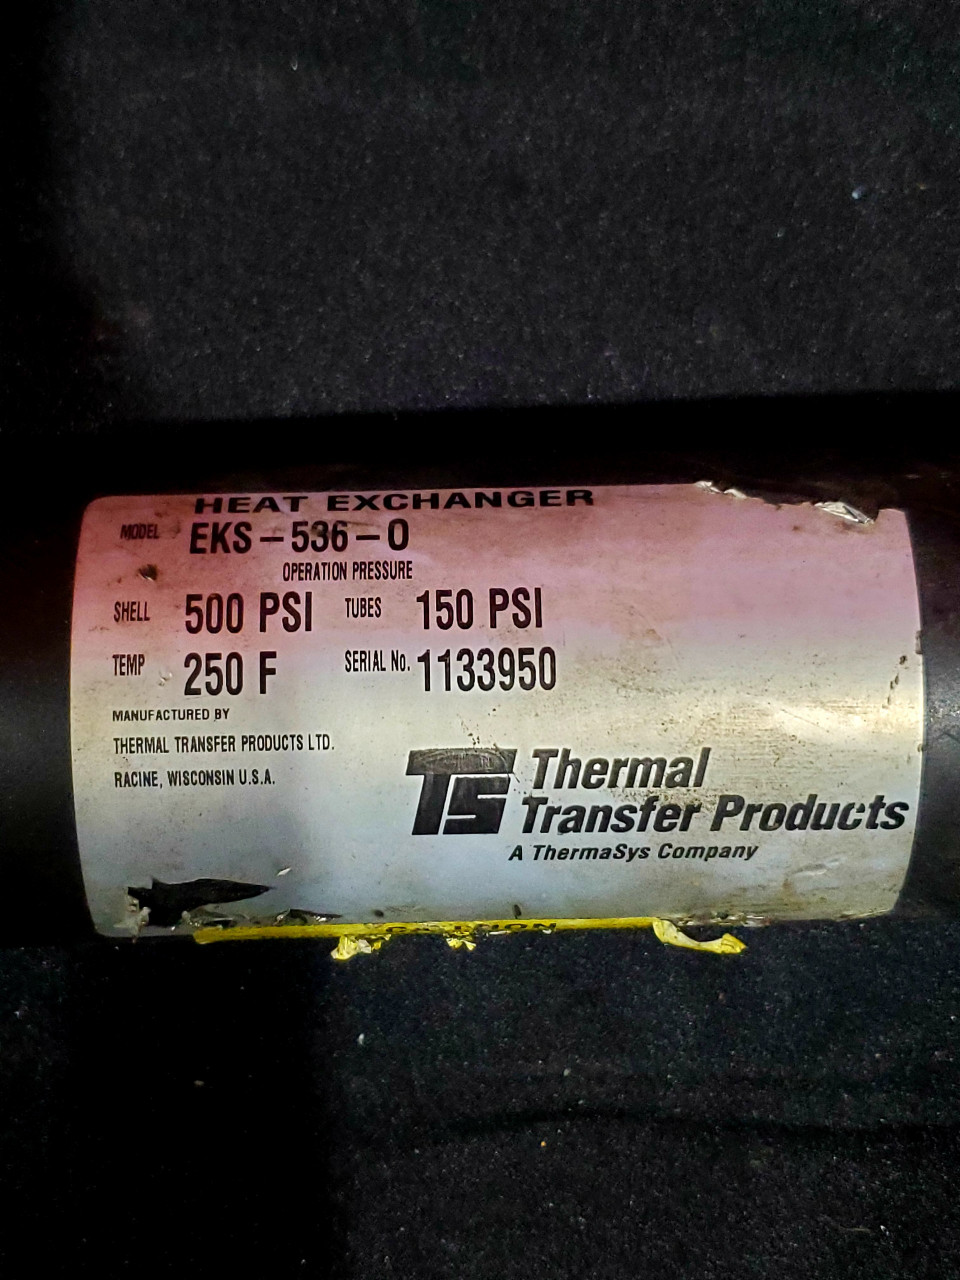 HEAT EXCHANGER
MODEL EKS-536-O
OPERATION PRESSURE
SHELL 500 PSI TUBES 150 PSI
TEMP 250 F SERIAL No. 1133950
MANUFACTURED BY
THERMAL TRANSFER PRODUCTS LTD.
RACINE, WISCONSIN U.S.A.
TS Thermal
Transfer Products
A ThermaSys Company